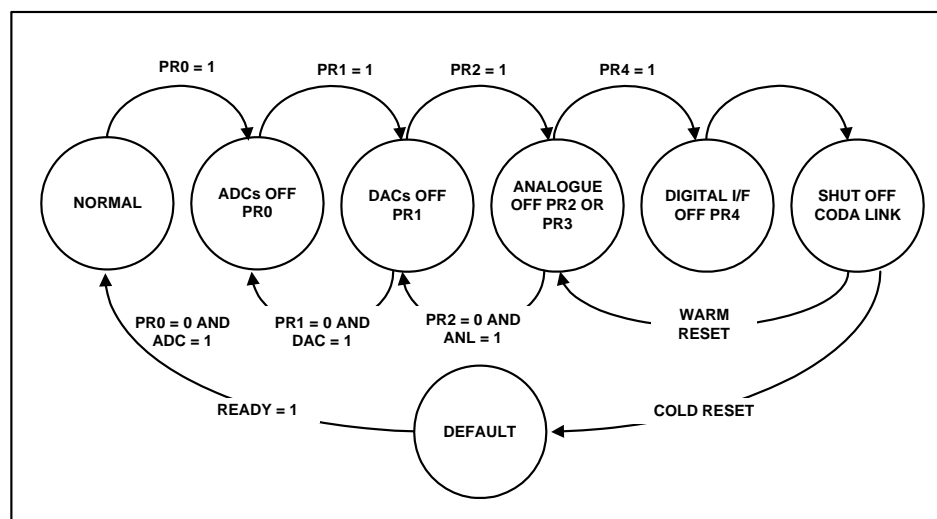 PR0 = 1
PR1 = 1
PR2 = 1
PR4 = 1
NORMAL
ADCs OFF
PR0
DACs OFF
PR1
ANALOGUE
OFF PR2 OR
PR3
DIGITAL I/F
OFF PR4
SHUT OFF
CODA LINK
PR0 = 0 AND
ADC = 1
PR1 = 0 AND
DAC = 1
PR2 = 0 AND
ANL = 1
WARM
RESET
READY = 1
DEFAULT
COLD RESET